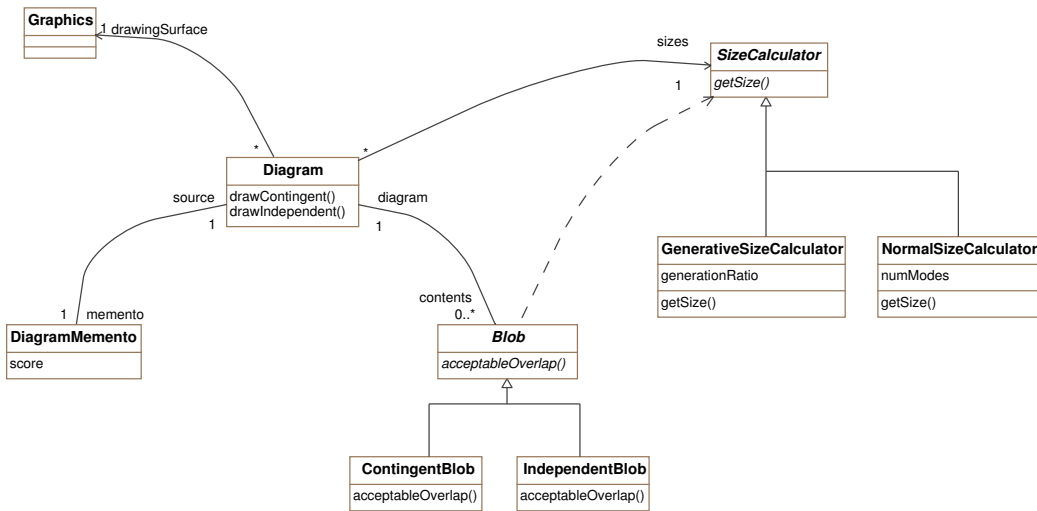 Graphics
1 drawingSurface
*
sizes
1
*
SizeCalculator
getSize()
Diagram
drawContingent()
drawIndependent()
source
1
diagram
1
GenerativeSizeCalculator
generationRatio
getSize()
NormalSizeCalculator
numModes
getSize()
1 memento
contents
0..*
DiagramMemento
score
Blob
acceptableOverlap()
ContingentBlob
acceptableOverlap()
IndependentBlob
acceptableOverlap()